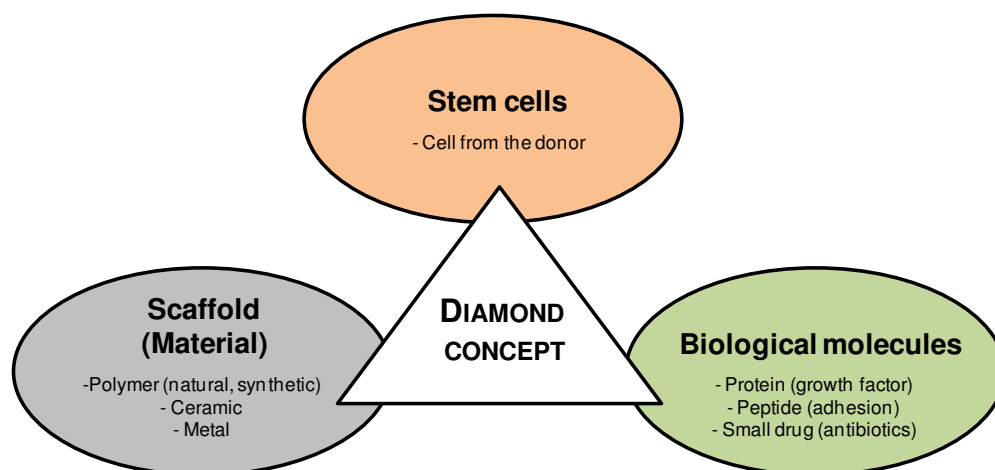 Stem cells
- Cell from the donor
Scaffold
(Material)
-Polymer (natural, synthetic)
- Ceramic
- Metal
DIAMOND
CONCEPT
Biological molecules
- Protein (growth factor)
- Peptide (adhesion)
- Small drug (antibiotics)